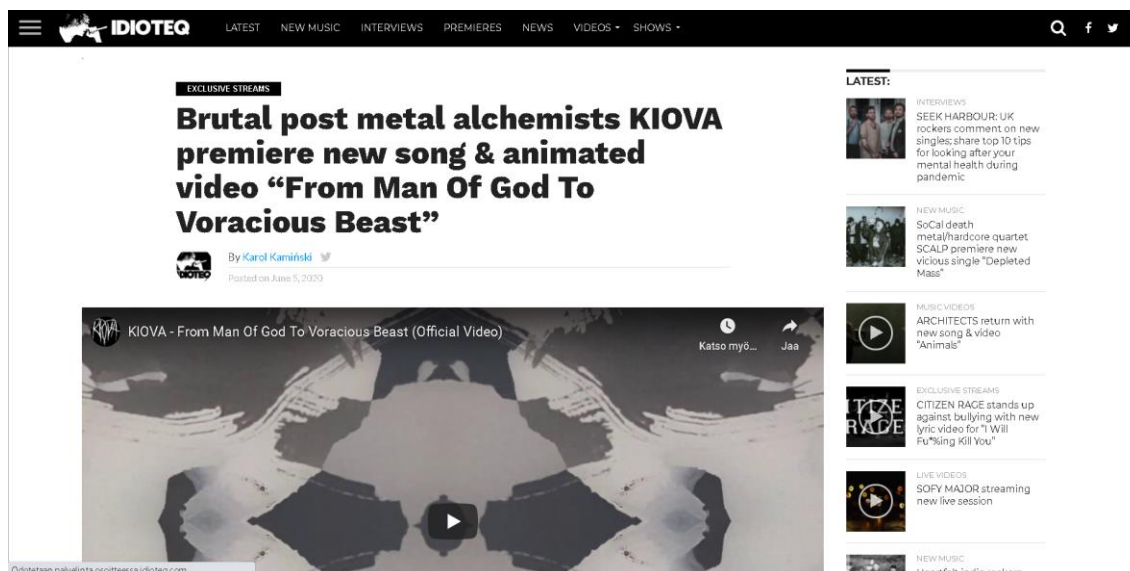 IDIOTEQ
LATEST NEW MUSIC INTERVIEWS PREMIERES NEWS VIDEOS SHOWS
EXCLUSIVE STREAMS
Brutal post metal alchemists KIOVA
premiere new song & animated
video “From Man Of God To
Voracious Beast”
By Karol Kamiński
Posted on June 5, 2020
KIOVA - From Man Of God To Voracious Beast (Official Video)
Katso myö...
Jaa
LATEST:
INTERVIEWS
SEEK HARBOUR: UK
rockers comment on new
singles; share top 10 tips
for looking after your
mental health during
pandemic
NEW MUSIC
SoCal death
metal/hardcore quartet
SCALP premiere new
vicious single "Depleted
Mass"
MUSIC VIDEOS
ARCHITECTS return with
new song & video
"Animals"
EXCLUSIVE STREAMS
CITIZEN RAGE stands up
against bullying with new
lyric video for "I Will
Fu*%ing Kill You"
LIVE VIDEOS
SOFY MAJOR streaming
new live session
NEW MUSIC
Odotetaan palvelinta osoitteessa idioteq.com